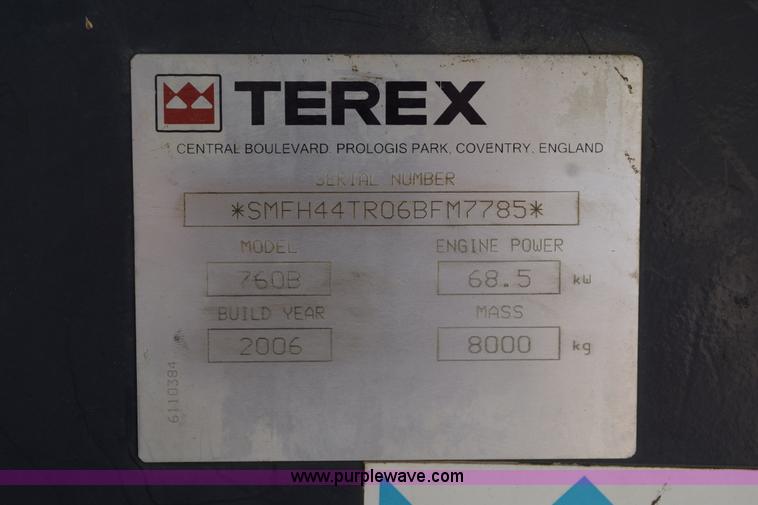 TEREX
CENTRAL BOULEVARD. PROLOGIS PARK, COVENTRY, ENGLAND
SERIAL NUMBER
*SMFH44TR06BFM7785*
MODEL ENGINE POWER
760B 68.5 kW
BUILD YEAR MASS
2006 8000 kg
6110384
www.purplewave.com